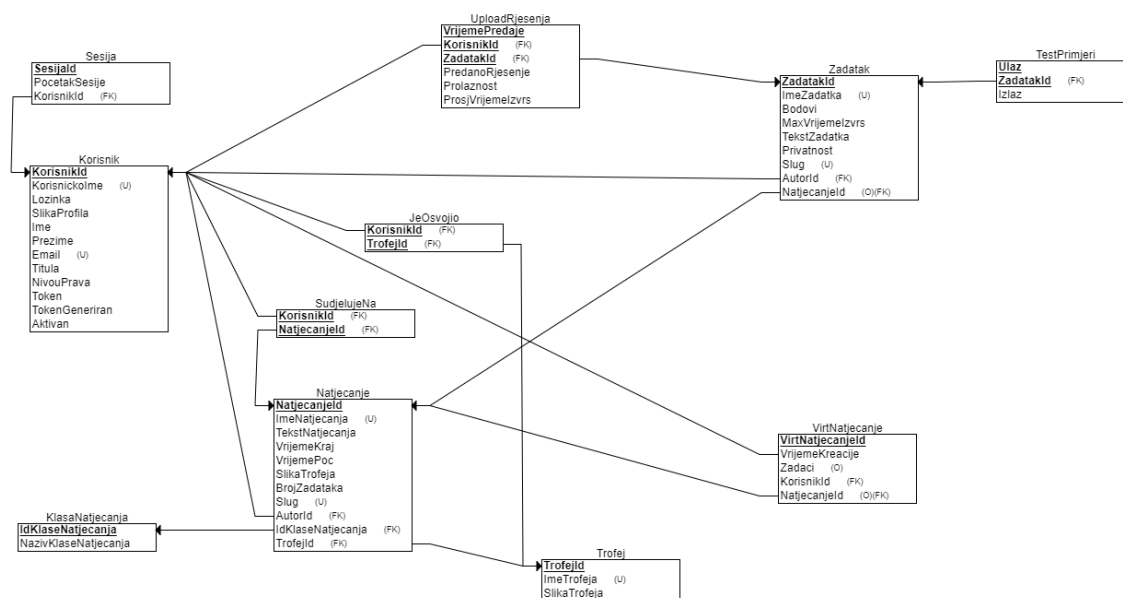 UploadRjesenja
VrijemePredaje
KorisnikId (FK)
ZadatakId (FK)
PredanoRjesenje
Prolaznost
ProsjVrijemeIzvrs
Sesija
SesijaId
PocetakSesije
KorisnikId (FK)
Zadatak
ZadatakId
ImeZadatka (U)
Bodovi
MaxVrijemeIzvrs
TekstZadatka
Privatnost
Slug (U)
AutorId (FK)
NatjecanjeId (O)(FK)
TestPrimjeri
Ulaz
ZadatakId (FK)
Izlaz
Korisnik
KorisnikId
KorisnickoIme (U)
Lozinka
SlikaProfila
Ime
Prezime
Email (U)
Titula
NivouPrava
Token
TokenGeneriran
Aktivan
JeOsvojio
KorisnikId (FK)
TrofejId (FK)
SudjelujeNa
KorisnikId (FK)
NatjecanjeId (FK)
Natjecanje
NatjecanjeId
ImeNatjecanja (U)
TekstNatjecanja
VrijemeKraj
VrijemePoc
SlikaTrofeja
BrojZadataka
Slug (U)
AutorId (FK)
IdKlaseNatjecanja (FK)
TrofejId (FK)
VirtNatjecanje
VirtNatjecanjeId
VrijemeKreacije
Zadaci (O)
KorisnikId (FK)
NatjecanjeId (O)(FK)
KlasaNatjecanja
IdKlaseNatjecanja
NazivKlaseNatjecanja
Trofej
TrofejId
ImeTrofeja (U)
SlikaTrofeja